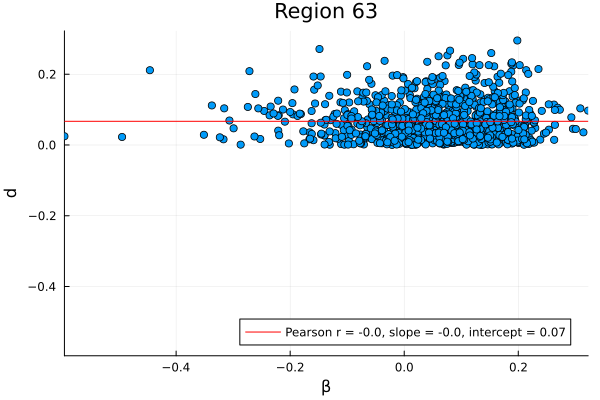 Region 63
0.2
0.0
−0.2
−0.4
d
Pearson r = -0.0, slope = -0.0, intercept = 0.07
−0.4
−0.2
0.0
0.2
β